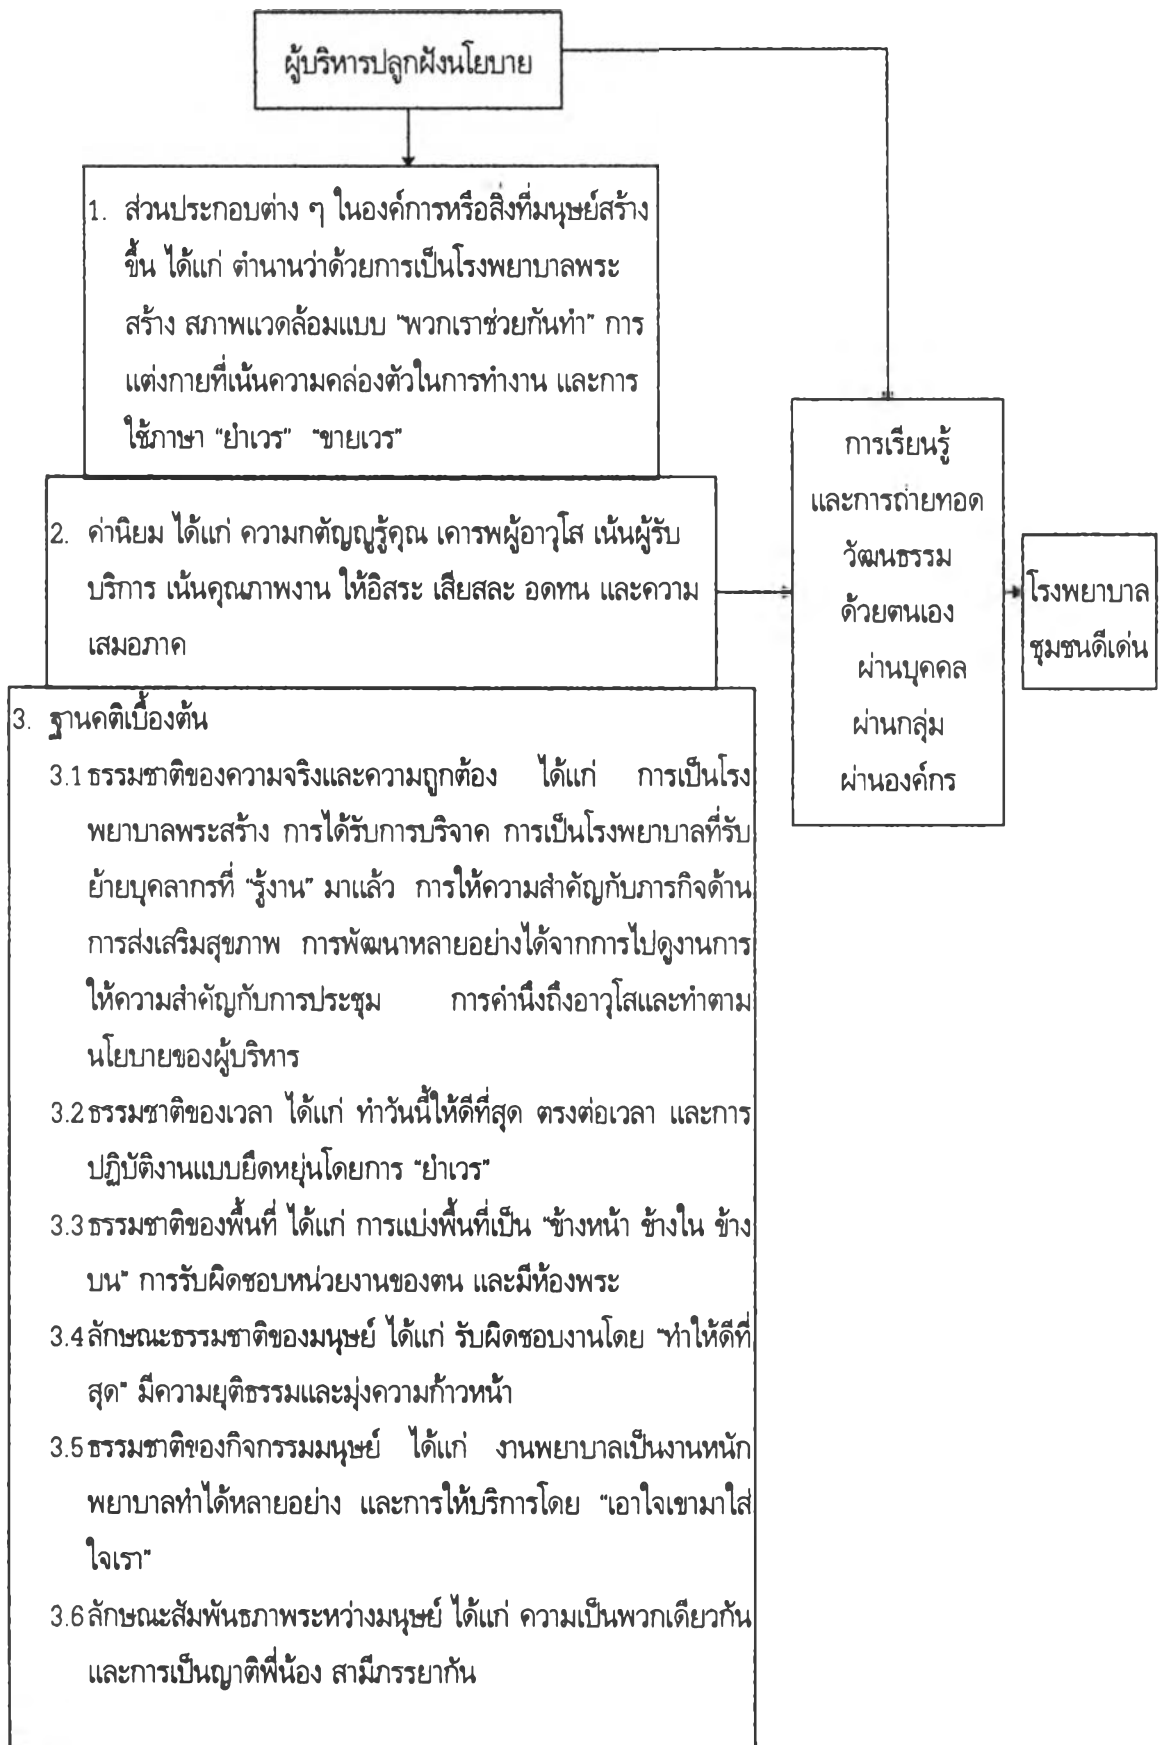 ผู้บริหารปลูกฝังนโยบาย
1. ส่วนประกอบต่าง ๆ ในองค์การหรือสิ่งที่มนุษย์สร้าง
ขึ้น ได้แก่ ตำนานว่าด้วยการเป็นโรงพยาบาลพระ
สร้าง สภาพแวดล้อมแบบ "พวกเราช่วยกันทำ" การ
แต่งกายที่เน้นความคล่องตัวในการทำงาน และการ
ใช้ภาษา "ยำเวร" "ขายเวร"
2. ค่านิยม ได้แก่ ความกตัญญูรู้คุณ เคารพผู้อาวุโส เน้นผู้รับ
บริการ เน้นคุณภาพงาน ให้อิสระ เสียสละ อดทน และความ
เสมอภาค
3. ฐานคติเบื้องต้น
3.1 ธรรมชาติของความจริงและความถูกต้อง ได้แก่ การเป็นโรง
พยาบาลพระสร้าง การได้รับการบริจาค การเป็นโรงพยาบาลที่รับ
ย้ายบุคลากรที่ "รู้งาน" มาแล้ว การให้ความสำคัญกับภารกิจด้าน
การส่งเสริมสุขภาพ การพัฒนาหลายอย่างได้จากการไปดูงานการ
ให้ความสำคัญกับการประชุม การคำนึงถึงอาวุโสและทำตาม
นโยบายของผู้บริหาร
3.2 ธรรมชาติของเวลา ได้แก่ ทำวันนี้ให้ดีที่สุด ตรงต่อเวลา และการ
ปฏิบัติงานแบบยืดหยุ่นโดยการ "ยำเวร"
3.3 ธรรมชาติของพื้นที่ ได้แก่ การแบ่งพื้นที่เป็น "ข้างหน้า ข้างใน ข้าง
บน" การรับผิดชอบหน่วยงานของตน และมีห้องพระ
3.4 ลักษณะธรรมชาติของมนุษย์ ได้แก่ รับผิดชอบงานโดย "ทำให้ดีที่
สุด" มีความยุติธรรมและมุ่งความก้าวหน้า
3.5 ธรรมชาติของกิจกรรมมนุษย์ ได้แก่ งานพยาบาลเป็นงานหนัก
พยาบาลทำได้หลายอย่าง และการให้บริการโดย "เอาใจเขามาใส่
ใจเรา"
3.6 ลักษณะสัมพันธภาพระหว่างมนุษย์ ได้แก่ ความเป็นพวกเดียวกัน
และการเป็นญาติพี่น้อง สามีภรรยากัน
การเรียนรู้
และการถ่ายทอด
วัฒนธรรม
ด้วยตนเอง
ผ่านบุคคล
ผ่านกลุ่ม
ผ่านองค์กร
โรงพยาบาล
ชุมชนดีเด่น